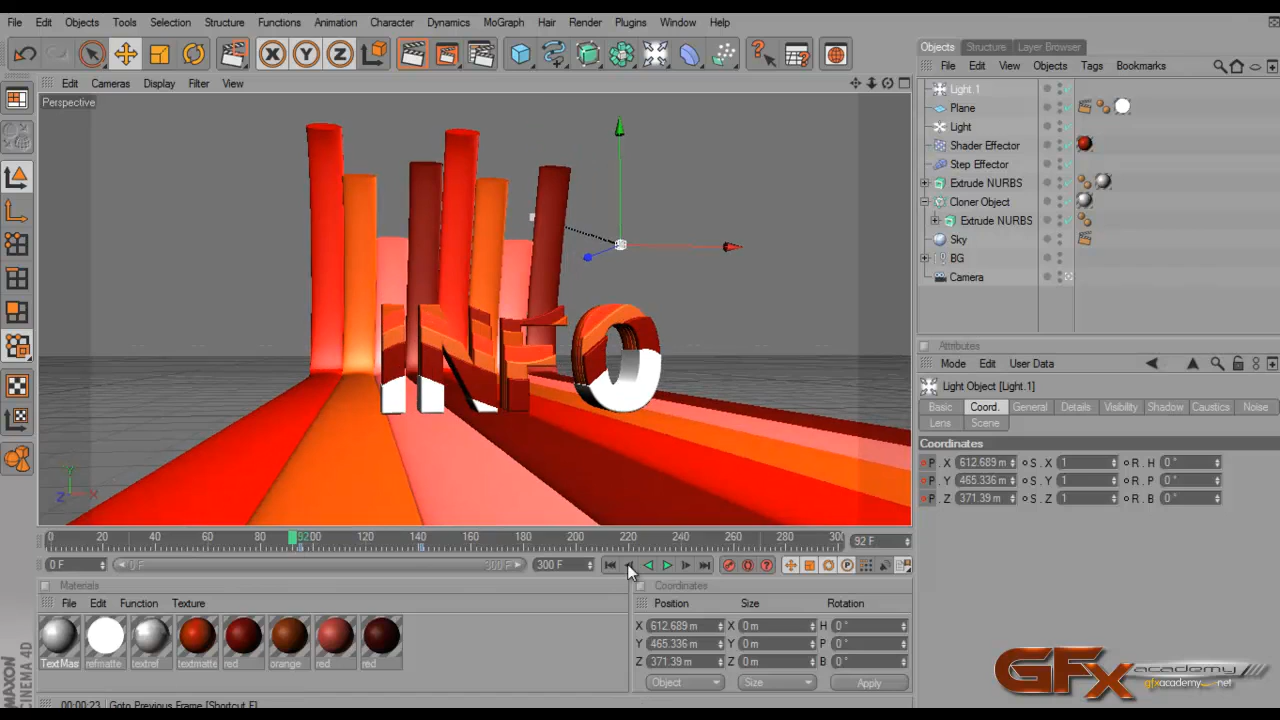 File Edit Objects Tools Selection Structure Functions Animation Character Dynamics MoGraph Hair Render Plugins Window Help
X Y Z
Objects Structure Layer Browser
File Edit View Objects Tags Bookmarks
Edit Cameras Display Filter View
Perspective
Light.1
Plane
Light
Shader Effector
Step Effector
Extrude NURBS
Cloner Object
Extrude NURBS
Sky
BG
Camera
Attributes
Mode Edit User Data
Light Object [Light.1]
Basic Coord. General Details Visibility Shadow Caustics Noise
Lens Scene
Coordinates
P . X 612.689 m S . X 1 R . H 0 °
P . Y 465.336 m S . Y 1 R . P 0 °
P . Z 371.39 m S . Z 1 R . B 0 °
Y
Z X
0 20 40 60 80 92 100 120 140 160 180 200 220 240 260 280 30 92 F
0 F 0 F 300 F 300 F
Materials
File Edit Function Texture
TextMas refmatte textref textmatte red orange red red
Coordinates
Position Size Rotation
X 612.689 m X 0 m H 0 °
Y 465.336 m Y 0 m P 0 °
Z 371.39 m Z 0 m B 0 °
Object Size Apply
MAXON
CINEMA 4D
00:00:23 Goto Previous Frame [Shortcut F]
GFx academy
gfxacademy.net